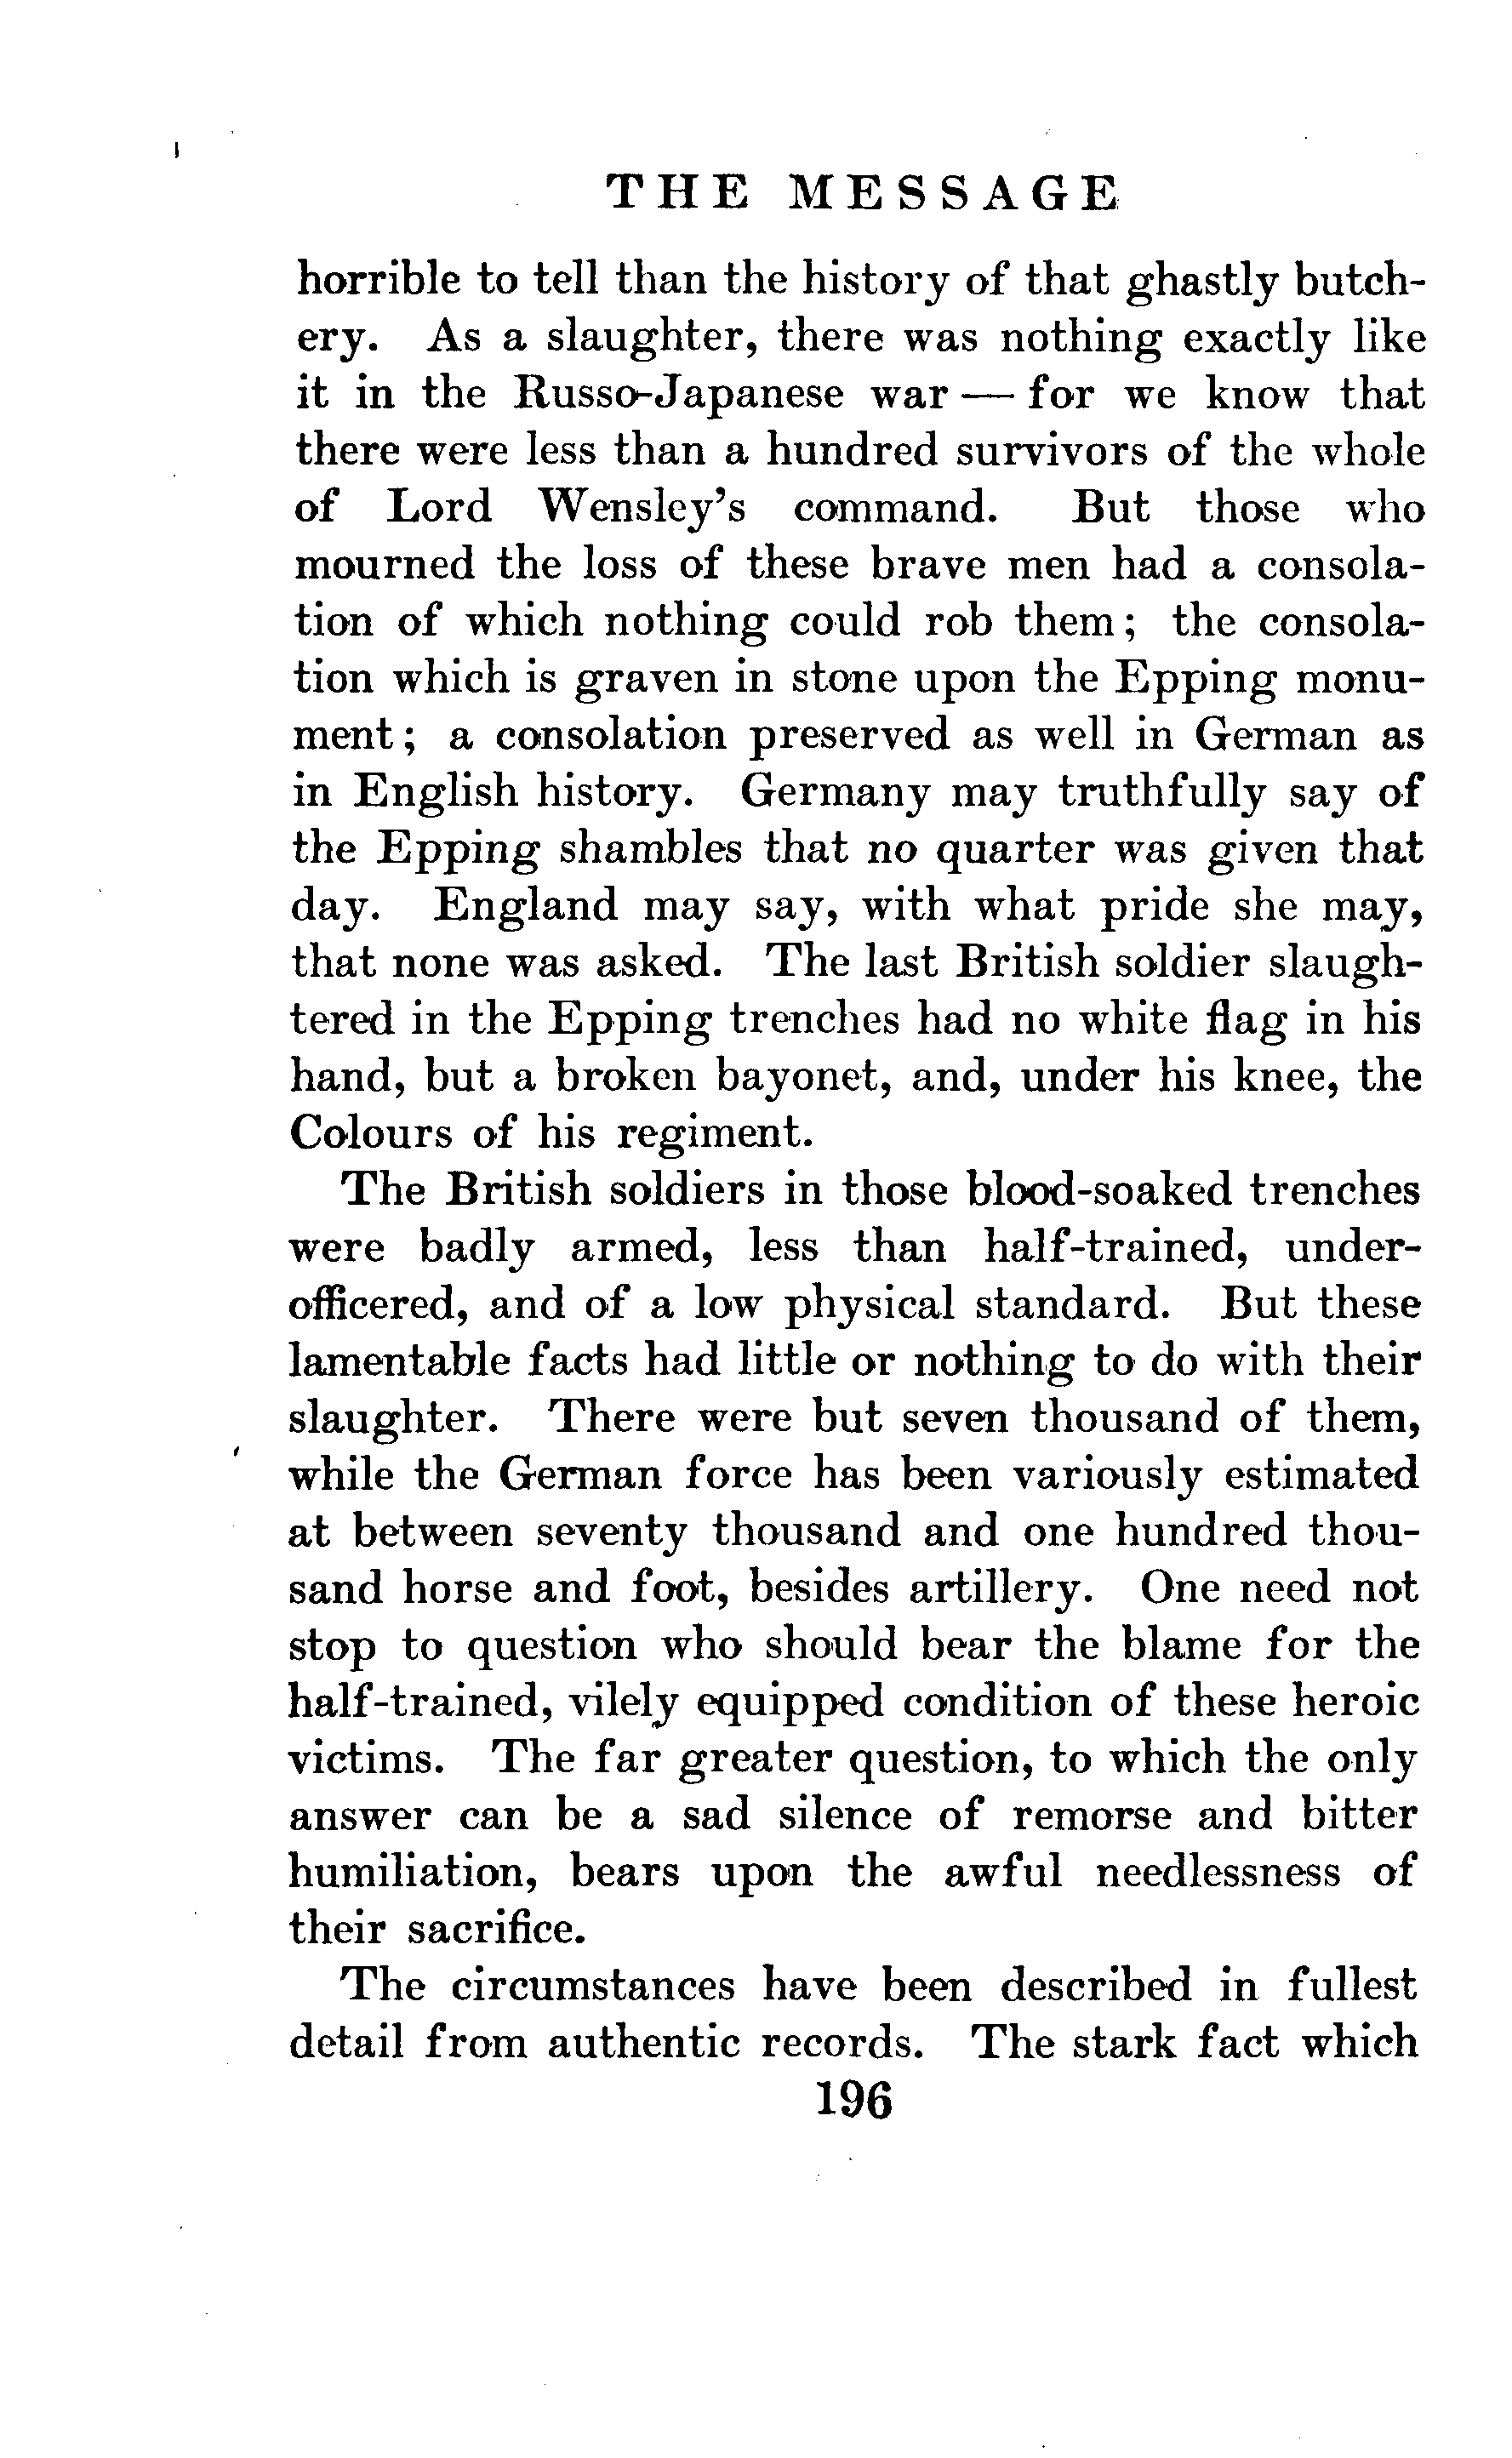 THE MESSAGE
horrible to tell than the history of that ghastly butch-
ery. As a slaughter, there was nothing exactly like
it in the Russo-Japanese war — for we know that
there were less than a hundred survivors of the whole
of Lord Wensley's command. But those who
mourned the loss of these brave men had a consola-
tion of which nothing could rob them; the consola-
tion which is graven in stone upon the Epping monu-
ment; a consolation preserved as well in German as
in English history. Germany may truthfully say of
the Epping shambles that no quarter was given that
day. England may say, with what pride she may,
that none was asked. The last British soldier slaugh-
tered in the Epping trenches had no white flag in his
hand, but a broken bayonet, and, under his knee, the
Colours of his regiment.
The British soldiers in those blood-soaked trenches
were badly armed, less than half-trained, under-
officered, and of a low physical standard. But these
lamentable facts had little or nothing to do with their
slaughter. There were but seven thousand of them,
while the German force has been variously estimated
at between seventy thousand and one hundred thou-
sand horse and foot, besides artillery. One need not
stop to question who should bear the blame for the
half-trained, vilely equipped condition of these heroic
victims. The far greater question, to which the only
answer can be a sad silence of remorse and bitter
humiliation, bears upon the awful needlessness of
their sacrifice.
The circumstances have been described in fullest
detail from authentic records. The stark fact which
196